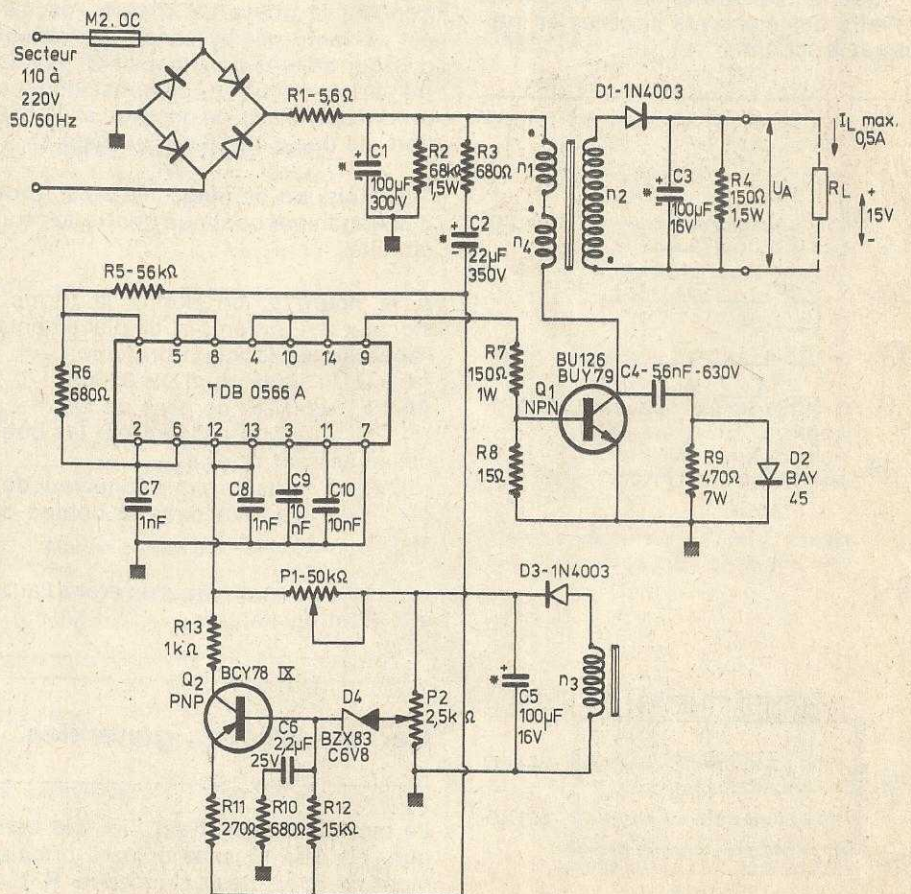 M2.0C
Secteur
110 à
220V
50/60Hz
R1-5,6Ω
C1
100µF
300V
R2
68kΩ
1,5W
R3
680Ω
C2
22µF
350V
n1
n4
n2
D1-1N4003
C3
100µF
16V
R4
150Ω
1,5W
UA
IL max.
0,5A
RL
15V
R5-56kΩ
1 5 8 4 10 14 9
TDB 0566 A
2 6 12 13 3 11 7
R6
680Ω
C7
1nF
C8
1nF
C9
10
nF
C10
10nF
R7
150Ω
1W
R8
15Ω
BU126
BUY79
Q1
NPN
C4-56nF-630V
R9
470Ω
7W
D2
BAY
45
P1-50kΩ
D3-1N4003
R13
1kΩ
Q2
PNP
BCY78 IX
D4
BZX83
C6V8
P2
2,5kΩ
C5
100µF
16V
n3
C6
2,2µF
25V
R11
270Ω
R10
680Ω
R12
15kΩ